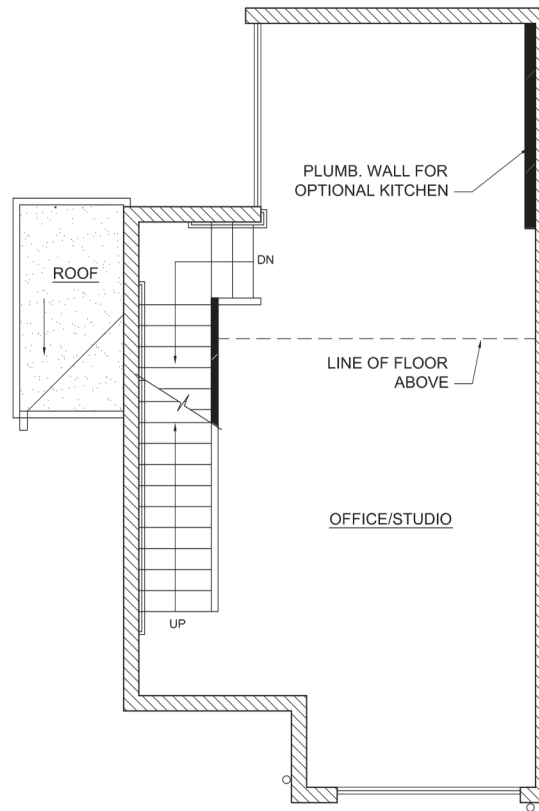 PLUMB. WALL FOR
OPTIONAL KITCHEN
ROOF
DN
LINE OF FLOOR
ABOVE
OFFICE/STUDIO
UP